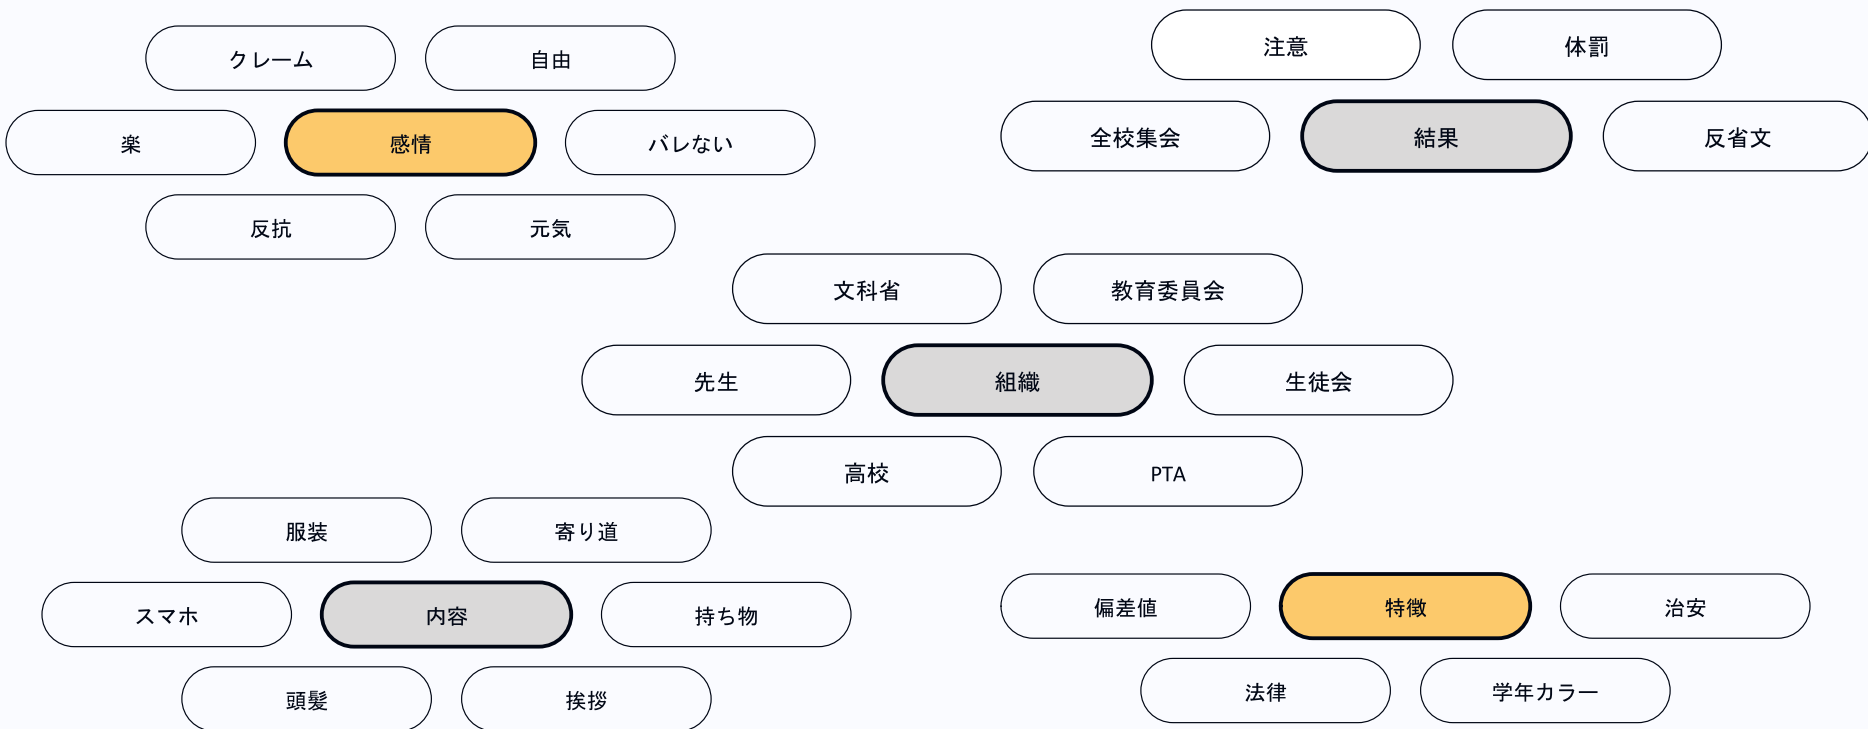 クレーム
自由
楽
感情
バレない
反抗
元気
注意
体罰
全校集会
結果
反省文
文科省
教育委員会
先生
組織
生徒会
高校
PTA
服装
寄り道
スマホ
内容
持ち物
頭髪
挨拶
偏差値
特徴
治安
法律
学年カラー